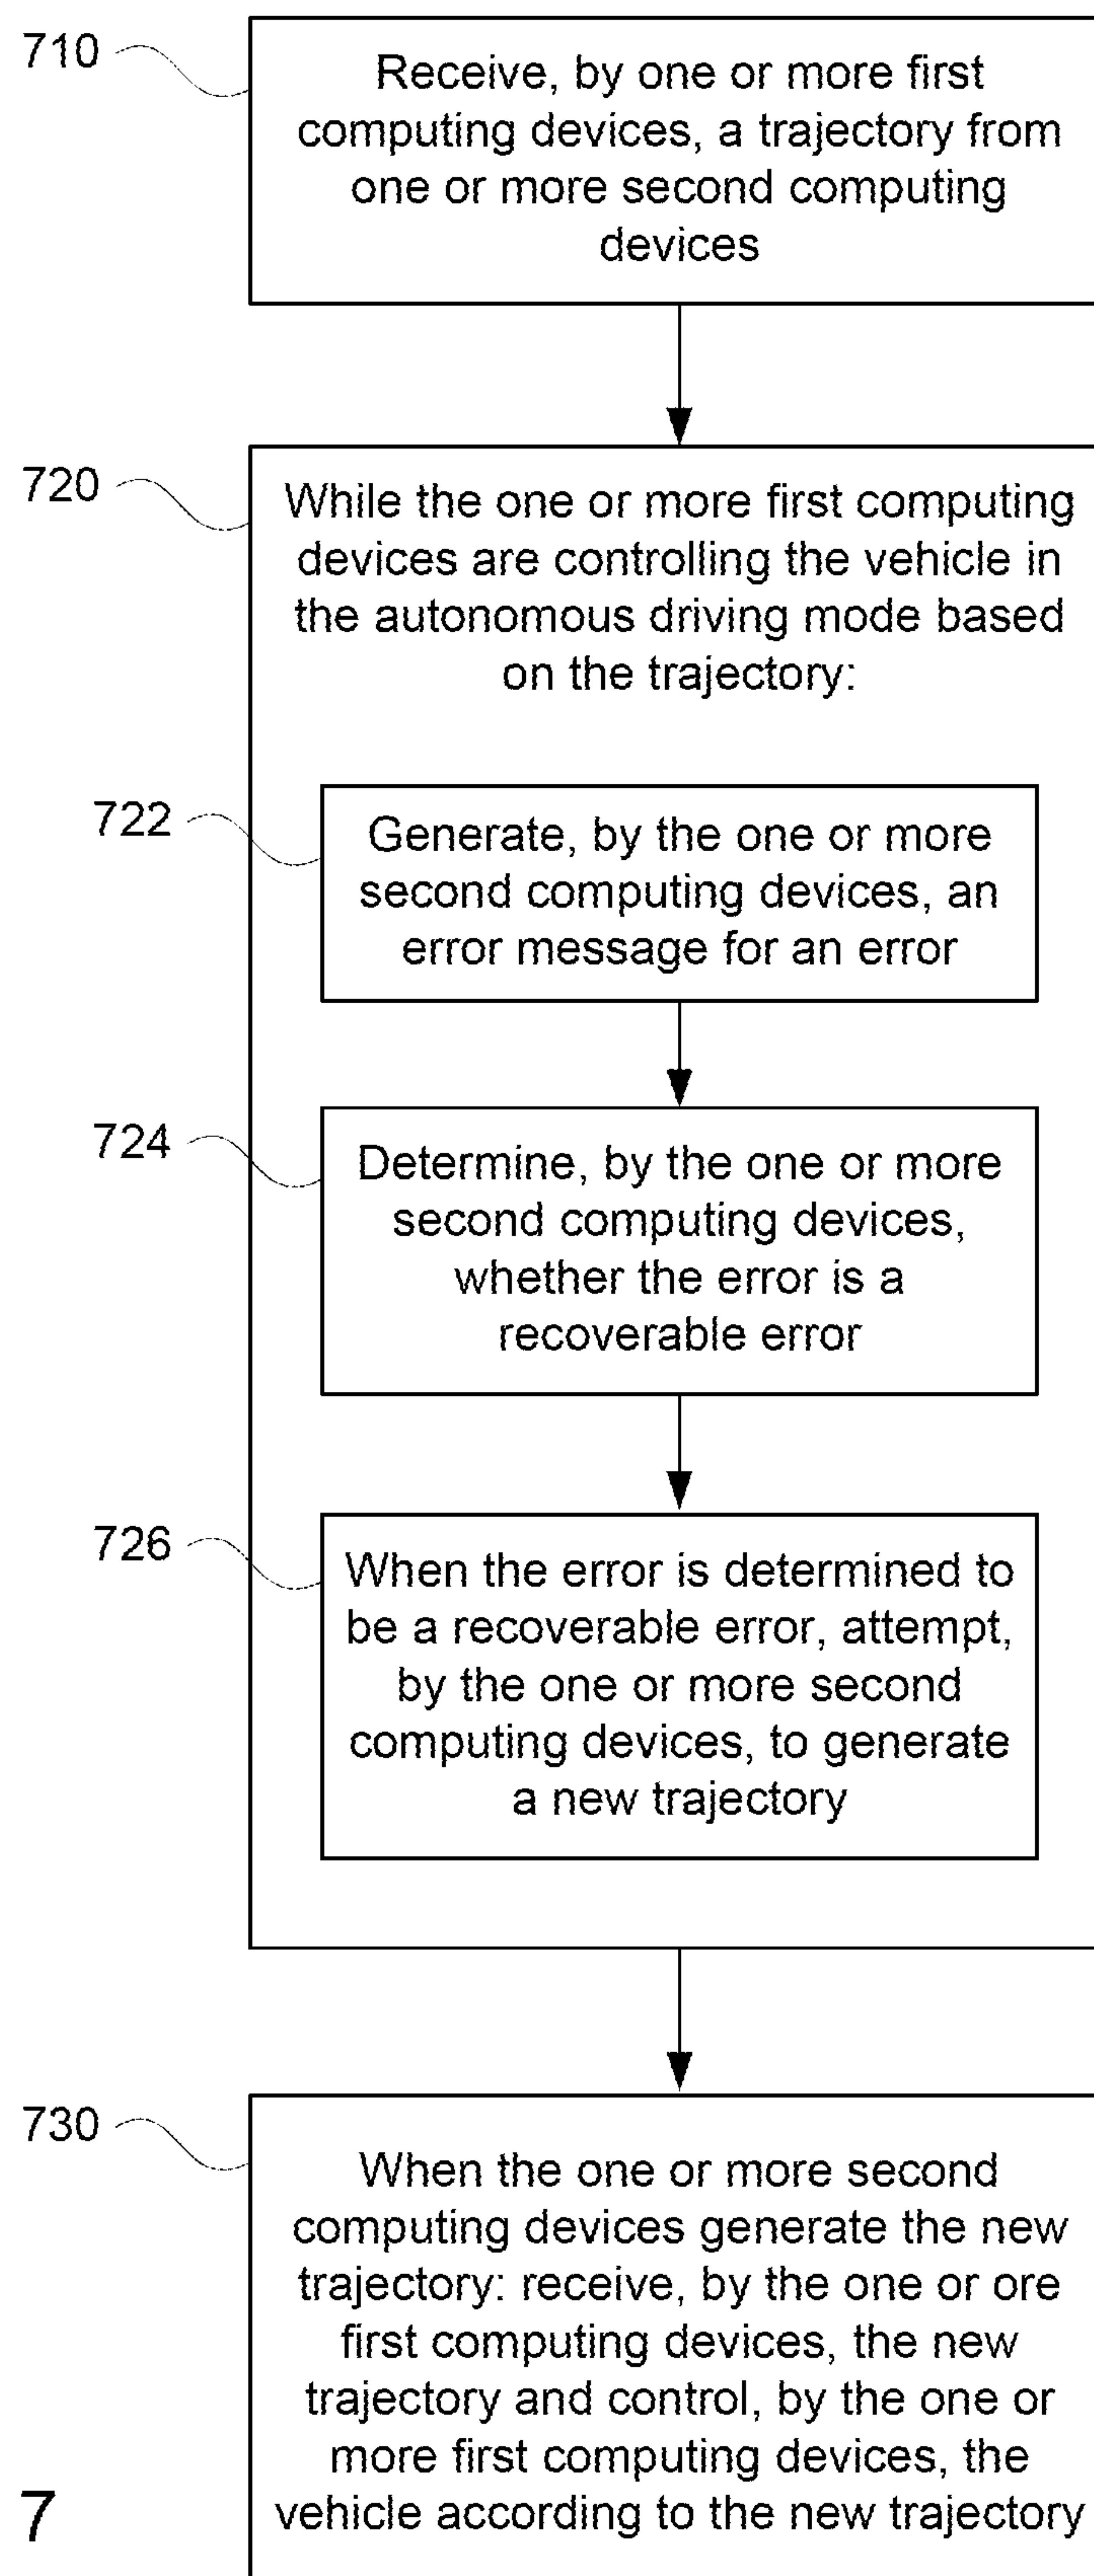 710
Receive, by one or more first
computing devices, a trajectory from
one or more second computing
devices
720
While the one or more first computing
devices are controlling the vehicle in
the autonomous driving mode based
on the trajectory:
722
Generate, by the one or more
second computing devices, an
error message for an error
724
Determine, by the one or more
second computing devices,
whether the error is a
recoverable error
726
When the error is determined to
be a recoverable error, attempt,
by the one or more second
computing devices, to generate
a new trajectory
730
When the one or more second
computing devices generate the new
trajectory: receive, by the one or ore
first computing devices, the new
trajectory and control, by the one or
more first computing devices, the
vehicle according to the new trajectory
7